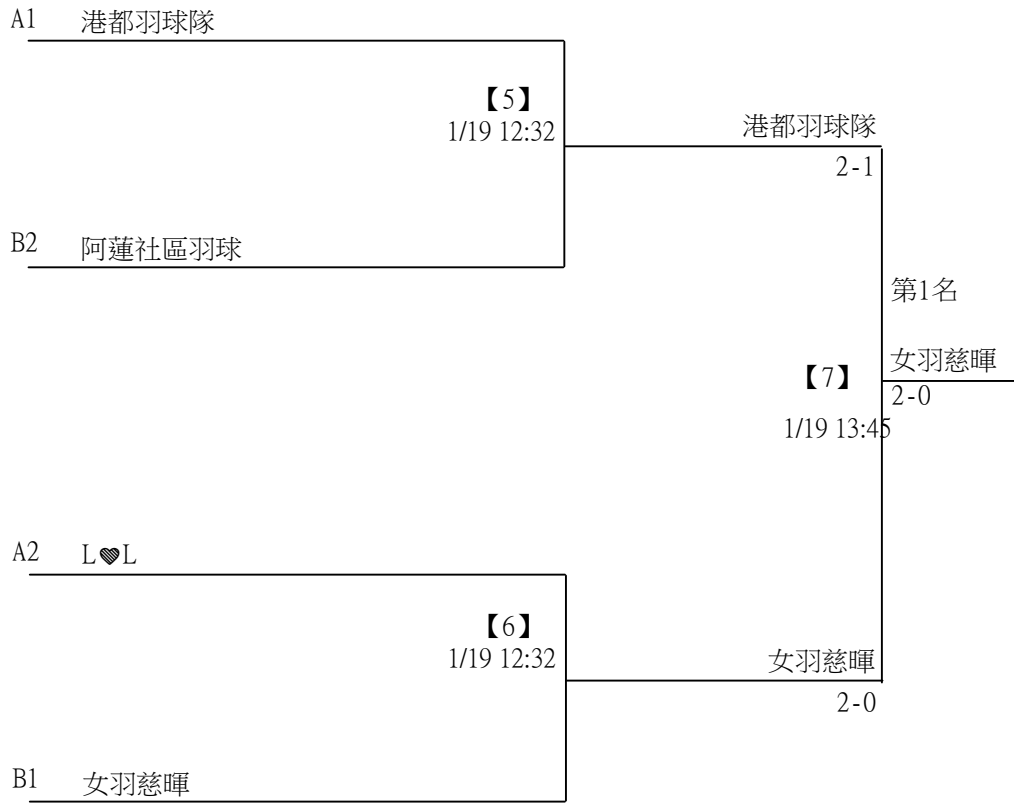 A1 港都羽球隊
【5】
1/19 12:32
港都羽球隊
2-1
B2 阿蓮社區羽球
第1名
女羽慈暉
【7】
2-0
1/19 13:45
A2 L♥L
【6】
1/19 12:32
女羽慈暉
2-0
B1 女羽慈暉